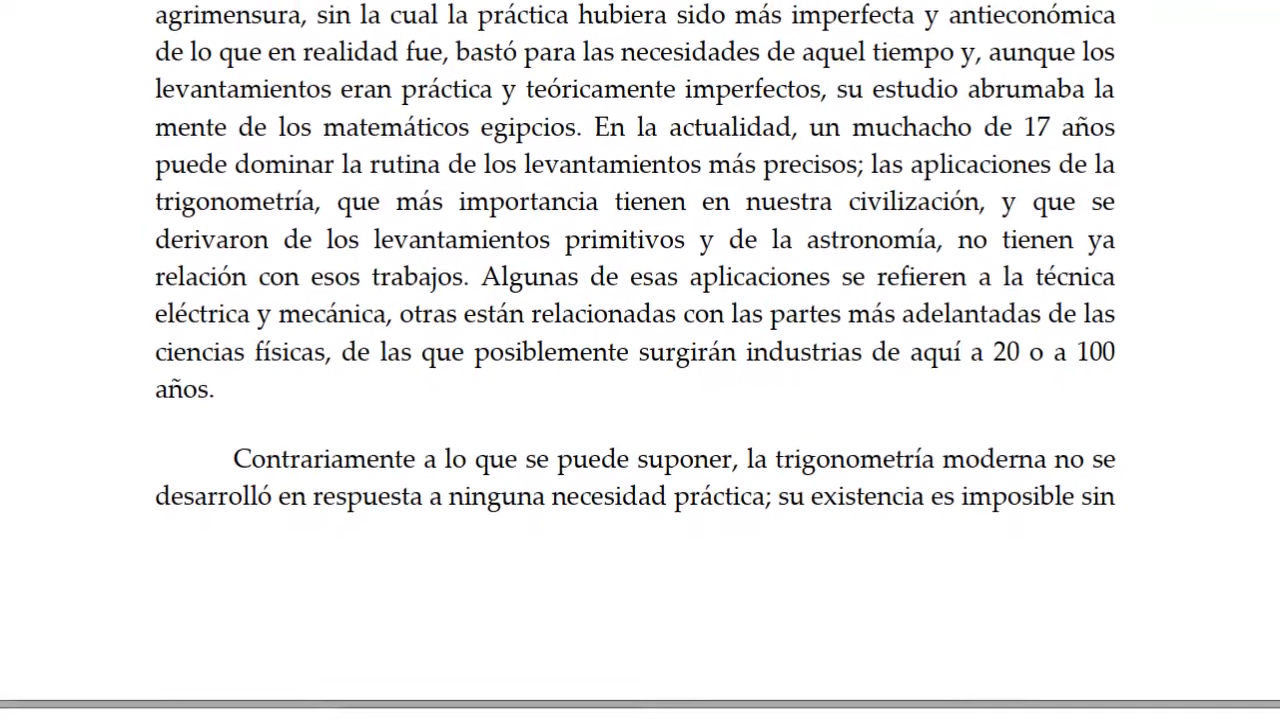 agrimensura, sin la cual la práctica hubiera sido más imperfecta y antieconómica
de lo que en realidad fue, bastó para las necesidades de aquel tiempo y, aunque los
levantamientos eran práctica y teóricamente imperfectos, su estudio abrumaba la
mente de los matemáticos egipcios. En la actualidad, un muchacho de 17 años
puede dominar la rutina de los levantamientos más precisos; las aplicaciones de la
trigonometría, que más importancia tienen en nuestra civilización, y que se
derivaron de los levantamientos primitivos y de la astronomía, no tienen ya
relación con esos trabajos. Algunas de esas aplicaciones se refieren a la técnica
eléctrica y mecánica, otras están relacionadas con las partes más adelantadas de las
ciencias físicas, de las que posiblemente surgirán industrias de aquí a 20 o a 100
años.
Contrariamente a lo que se puede suponer, la trigonometría moderna no se
desarrolló en respuesta a ninguna necesidad práctica; su existencia es imposible sin